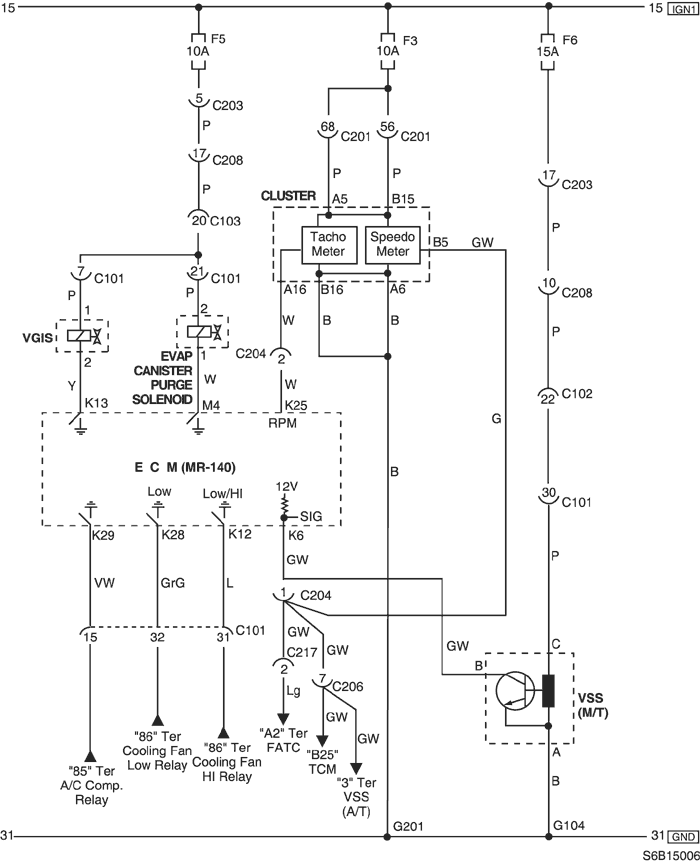 15
15 IGN1
F5
10A
F3
10A
F6
15A
5 C203
P
17 C208
P
20 C103
68 C201
56 C201
P
P
17 C203
P
CLUSTER
A5
B15
Tacho
Meter
Speedo
Meter
B5
GW
7 C101
21 C101
P
P
1
2
A16
B16
A6
10 C208
W
B
B
P
VGIS
2
1
EVAP
CANISTER
PURGE
SOLENOID
C204 2
Y
W
W
22 C102
K13
M4
K25
RPM
G
E C M (MR-140)
B
Low
Low/HI
12V
SIG
30 C101
K29
K28
K12
K6
VW
GrG
L
GW
P
1 C204
15
32
31 C101
GW
GW
GW
C
B
C217
2
7 C206
Lg
VSS
(M/T)
GW
GW
"85" Ter
A/C Comp.
Relay
"86" Ter
Cooling Fan
Low Relay
"86" Ter
Cooling Fan
HI Relay
"A2" Ter
FATC
"B25"
TCM
"3" Ter
VSS
(A/T)
A
B
31
G201
G104
31 GND
S6B15006